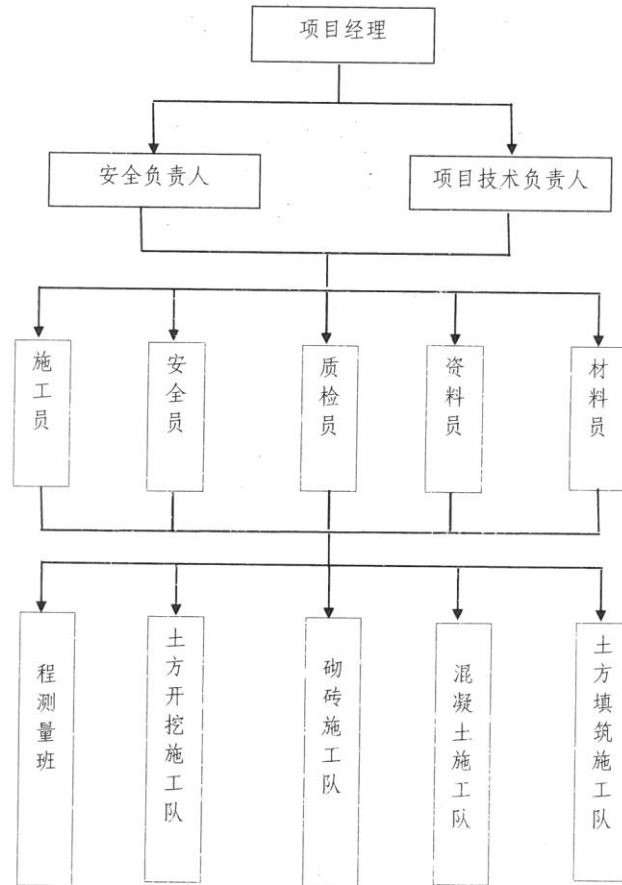 项目经理
安全负责人
项目技术负责人
施工员
安全员
质检员
资料员
材料员
程测量班
土方开挖施工队
砌砖施工队
混凝土施工队
土方填筑施工队